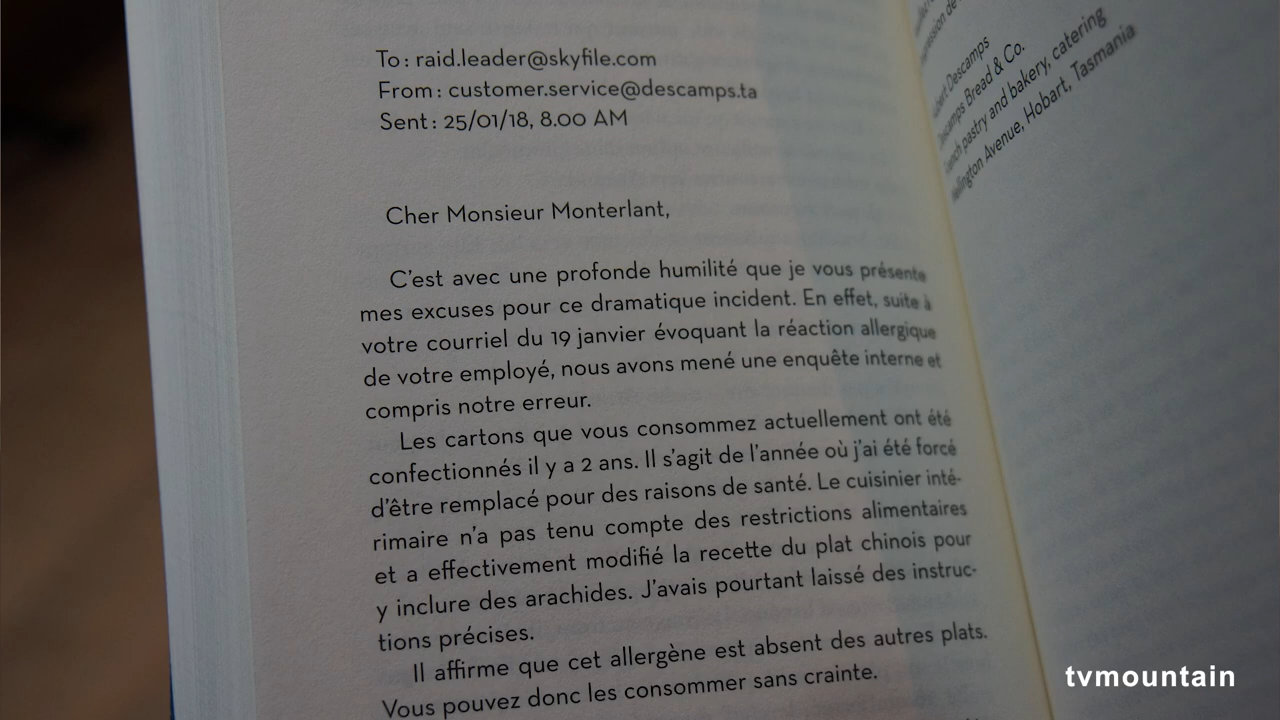 To : raid.leader@skyfile.com
From : customer.service@descamps.ta
Sent : 25/01/18, 8.00 AM
Cher Monsieur Monterlant,
C'est avec une profonde humilité que je vous présente
mes excuses pour ce dramatique incident. En effet, suite à
votre courriel du 19 janvier évoquant la réaction allergique
de votre employé, nous avons mené une enquête interne et
compris notre erreur.
Les cartons que vous consommez actuellement ont été
confectionnés il y a 2 ans. Il s'agit de l'année où j'ai été forcé
d'être remplacé pour des raisons de santé. Le cuisinier inté-
rimaire n'a pas tenu compte des restrictions alimentaires
et a effectivement modifié la recette du plat chinois pour
y inclure des arachides. J'avais pourtant laissé des instruc-
tions précises.
Il affirme que cet allergène est absent des autres plats.
Vous pouvez donc les consommer sans crainte.
Descamps
Bread & Co.
pastry and bakery, catering
Avenue, Hobart, Tasmania
tvmountain